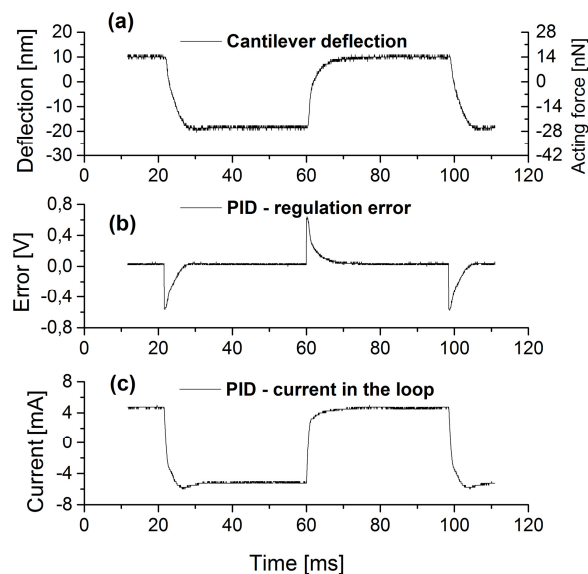 (a)
Cantilever deflection
Deflection [nm]
20
10
0
-10
-20
-30
28
14
0
-14
-28
-42
Acting force [nN]
0 20 40 60 80 100 120
(b)
PID - regulation error
Error [V]
0,8
0,4
0,0
-0,4
-0,8
0 20 40 60 80 100 120
(c)
PID - current in the loop
Current [mA]
8
4
0
-4
-8
0 20 40 60 80 100 120
Time [ms]